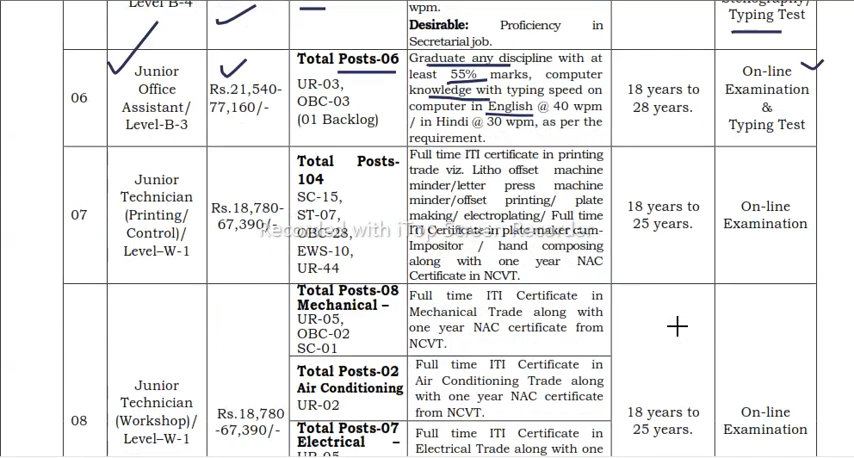 Level B-4
wpm.
Desirable: Proficiency in
Secretarial job.
Stenography/
Typing Test
06
Junior
Office
Assistant/
Level-B-3
Rs.21,540-
77,160/-
Total Posts-06
UR-03,
OBC-03
(01 Backlog)
Graduate any discipline with at
least 55% marks, computer
knowledge with typing speed on
computer in English @ 40 wpm
/ in Hindi @ 30 wpm, as per the
requirement.
18 years to
28 years.
On-line
Examination
&
Typing Test
07
Junior
Technician
(Printing/
Control)/
Level–W-1
Rs.18,780-
67,390/-
Total Posts-
104
SC-15,
ST-07,
OBC-28,
EWS-10,
UR-44
Full time ITI certificate in printing
trade viz. Litho offset machine
minder/letter press machine
minder/offset printing/ plate
making/ electroplating/ Full time
ITI Certificate in plate maker cum-
Impositor / hand composing
along with one year NAC
Certificate in NCVT.
18 years to
25 years.
On-line
Examination
Recorded with iTop Screen Recorder
08
Junior
Technician
(Workshop)/
Level–W-1
Rs.18,780
-67,390/-
Total Posts-08
Mechanical –
UR-05,
OBC-02
SC-01
Full time ITI Certificate in
Mechanical Trade along with
one year NAC certificate from
NCVT.
Total Posts-02
Air Conditioning
UR-02
Full time ITI Certificate in
Air Conditioning Trade along
with one year NAC certificate
from NCVT.
Total Posts-07
Electrical –
UR-05
Full time ITI Certificate in
Electrical Trade along with one
18 years to
25 years.
On-line
Examination